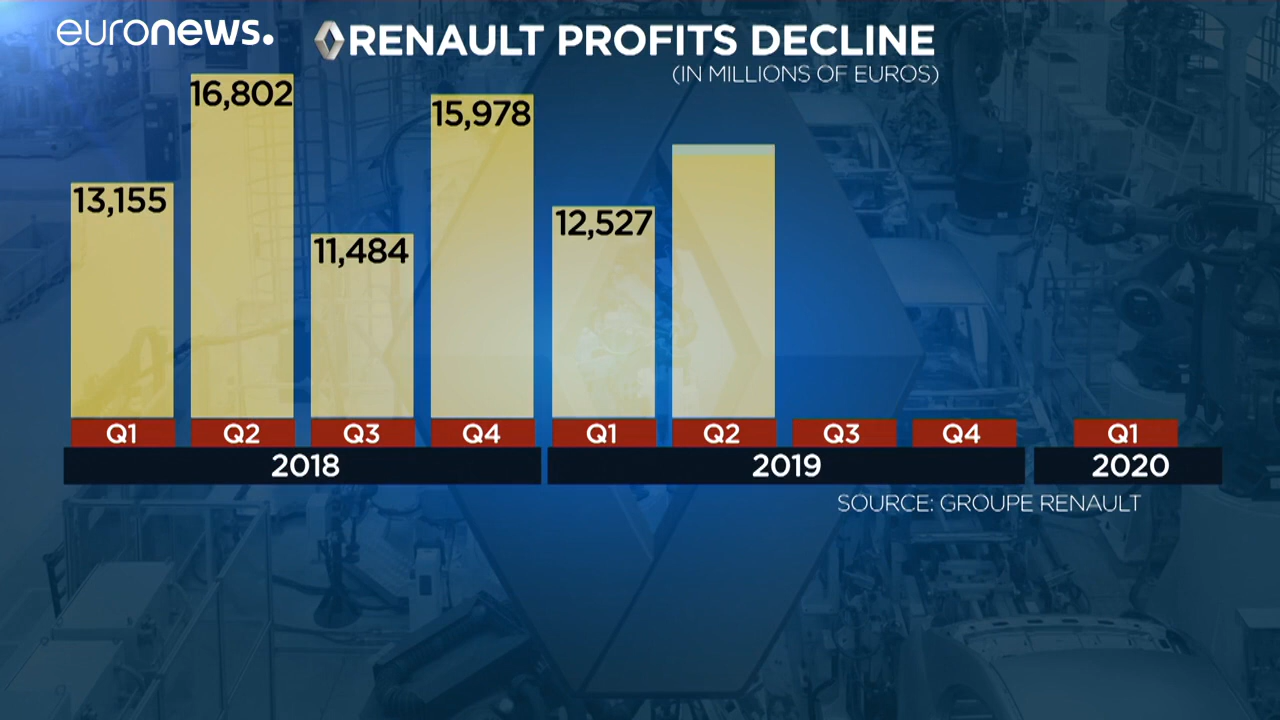 euronews.
RENAULT PROFITS DECLINE
(IN MILLIONS OF EUROS)
16,802
15,978
13,155
12,527
11,484
Q1 Q2 Q3 Q4 Q1 Q2 Q3 Q4 Q1
2018 2019 2020
SOURCE: GROUPE RENAULT